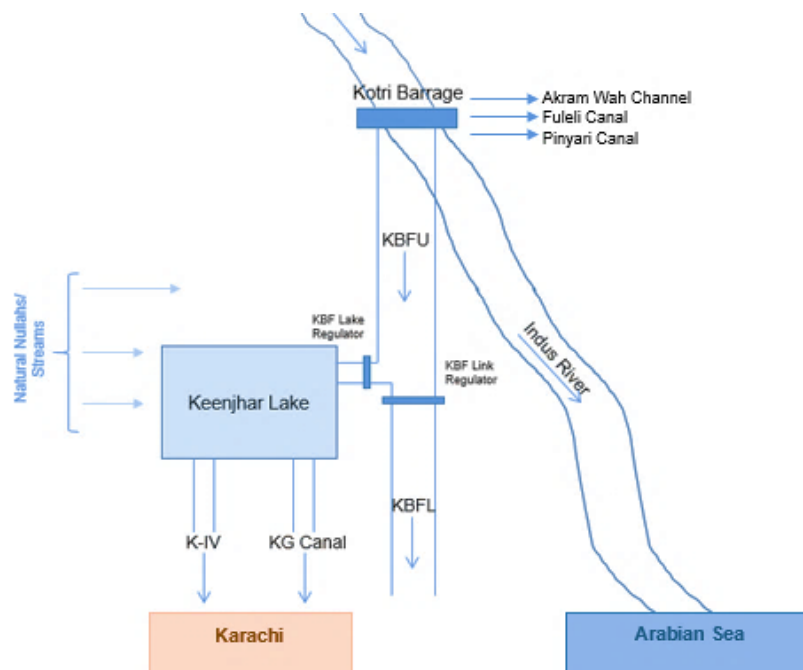 Kotri Barrage
Akram Wah Channel
Fuleli Canal
Pinyari Canal
KBFU
Natural Nullahs/
Streams
KBF Lake
Regulator
KBF Link
Regulator
Indus River
Keenjhar Lake
KBFL
K-IV
KG Canal
Karachi
Arabian Sea